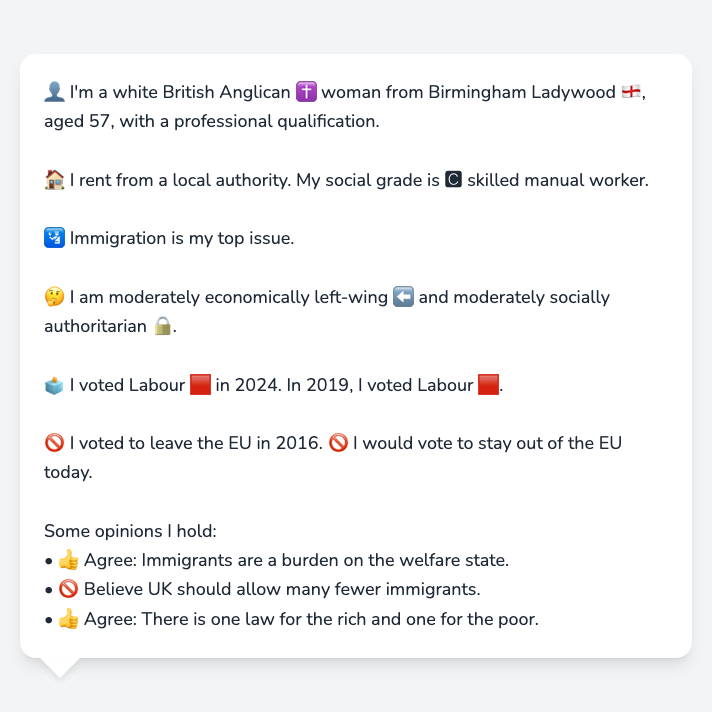 👤 I'm a white British Anglican ✝️ woman from Birmingham Ladywood 🏴󠁧󠁢󠁥󠁮󠁧󠁿,
aged 57, with a professional qualification.
🏠 I rent from a local authority. My social grade is 🅲 skilled manual worker.
🛂 Immigration is my top issue.
🤔 I am moderately economically left-wing ⬅️ and moderately socially
authoritarian 🔒.
🗳️ I voted Labour 🟥 in 2024. In 2019, I voted Labour 🟥.
🚫 I voted to leave the EU in 2016. 🚫 I would vote to stay out of the EU
today.
Some opinions I hold:
• 👍 Agree: Immigrants are a burden on the welfare state.
• 🚫 Believe UK should allow many fewer immigrants.
• 👍 Agree: There is one law for the rich and one for the poor.